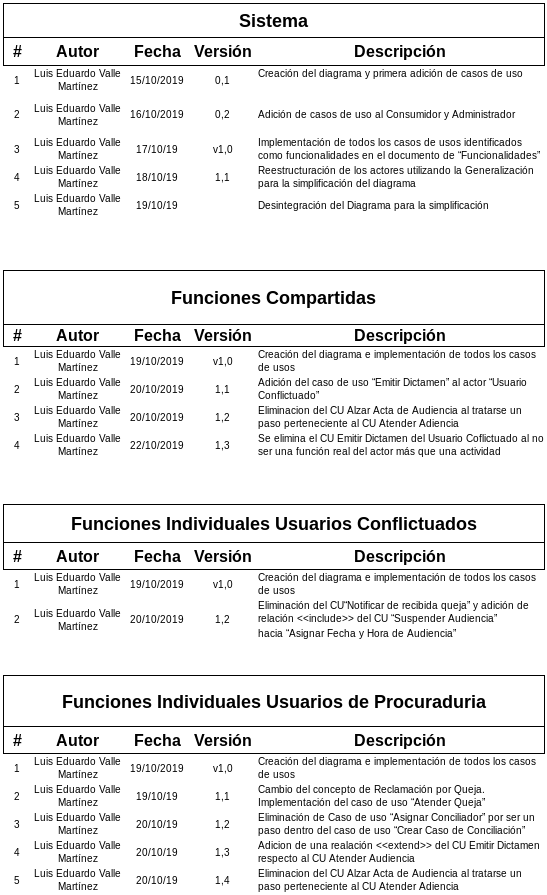 Sistema
# Autor Fecha Versión Descripción
1 Luis Eduardo Valle Martínez 15/10/2019 0,1 Creación del diagrama y primera adición de casos de uso
2 Luis Eduardo Valle Martínez 16/10/2019 0,2 Adición de casos de uso al Consumidor y Administrador
3 Luis Eduardo Valle Martínez 17/10/19 v1,0 Implementación de todos los casos de usos identificados
como funcionalidades en el documento de “Funcionalidades”
4 Luis Eduardo Valle Martínez 18/10/19 1,1 Reestructuración de los actores utilizando la Generalización
para la simplificación del diagrama
5 Luis Eduardo Valle Martínez 19/10/19 Desintegración del Diagrama para la simplificación
Funciones Compartidas
# Autor Fecha Versión Descripción
1 Luis Eduardo Valle Martínez 19/10/2019 v1,0 Creación del diagrama e implementación de todos los casos
de usos
2 Luis Eduardo Valle Martínez 20/10/2019 1,1 Adición del caso de uso “Emitir Dictamen” al actor “Usuario
Conflictuado”
3 Luis Eduardo Valle Martínez 20/10/2019 1,2 Eliminacion del CU Alzar Acta de Audiencia al tratarse un
paso perteneciente al CU Atender Adiencia
4 Luis Eduardo Valle Martínez 22/10/2019 1,3 Se elimina el CU Emitir Dictamen del Usuario Coflictuado al no
ser una función real del actor más que una actividad
Funciones Individuales Usuarios Conflictuados
# Autor Fecha Versión Descripción
1 Luis Eduardo Valle Martínez 19/10/2019 v1,0 Creación del diagrama e implementación de todos los casos
de usos
2 Luis Eduardo Valle Martínez 20/10/2019 1,2 Eliminación del CU“Notificar de recibida queja” y adición de
relación <<include>> del CU “Suspender Audiencia”
hacia “Asignar Fecha y Hora de Audiencia”
Funciones Individuales Usuarios de Procuraduria
# Autor Fecha Versión Descripción
1 Luis Eduardo Valle Martínez 19/10/2019 v1,0 Creación del diagrama e implementación de todos los casos
de usos
2 Luis Eduardo Valle Martínez 19/10/19 1,1 Cambio del concepto de Reclamación por Queja.
Implementación del caso de uso “Atender Queja”
3 Luis Eduardo Valle Martínez 20/10/19 1,2 Eliminación de Caso de uso “Asignar Conciliador” por ser un
paso dentro del caso de uso “Crear Caso de Conciliación”
4 Luis Eduardo Valle Martínez 20/10/19 1,3 Adicion de una realación <<extend>> del CU Emitir Dictamen
respecto al CU Atender Audiencia
5 Luis Eduardo Valle Martínez 20/10/19 1,4 Eliminacion del CU Alzar Acta de Audiencia al tratarse un
paso perteneciente al CU Atender Adiencia